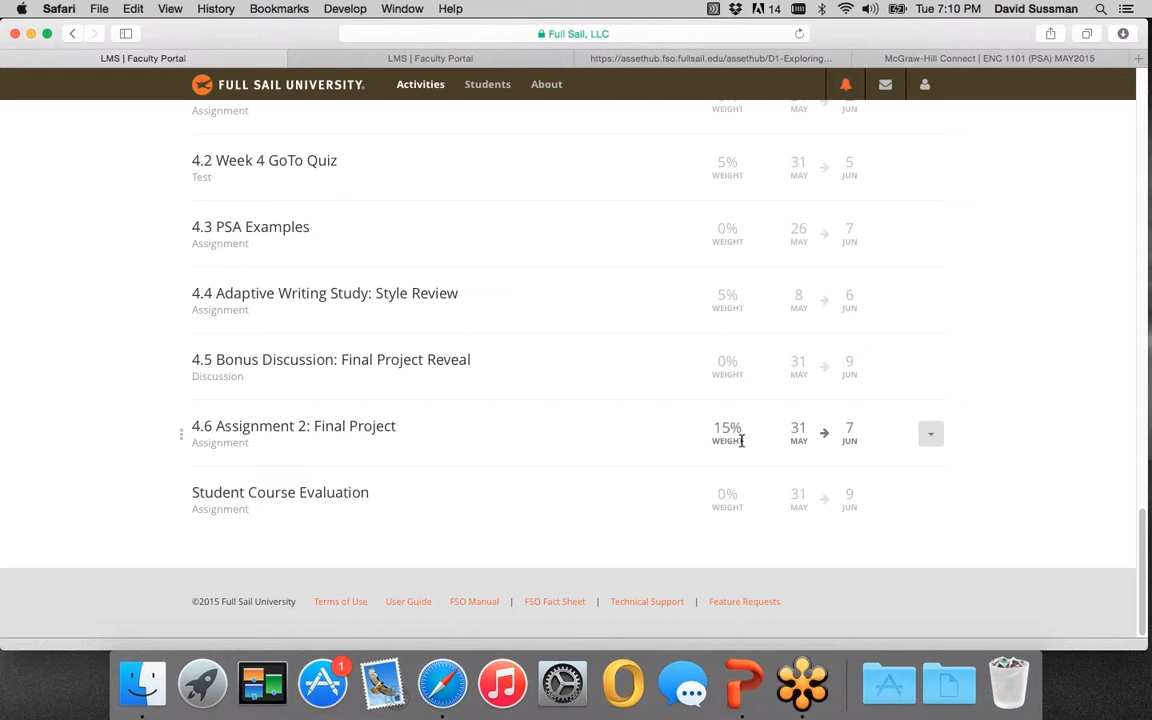 Safari File Edit View History Bookmarks Develop Window Help 14 Tue 7:10 PM David Sussman
Full Sail, LLC
LMS | Faculty Portal
LMS | Faculty Portal
https://assethub.fso.fullsail.edu/assethub/D1-Exploring...
McGraw-Hill Connect | ENC 1101 (PSA) MAY2015
FULL SAIL UNIVERSITY. Activities Students About
Assignment WEIGHT MAY JUN
4.2 Week 4 GoTo Quiz 5% 31 5
Test WEIGHT MAY JUN
4.3 PSA Examples 0% 26 7
Assignment WEIGHT MAY JUN
4.4 Adaptive Writing Study: Style Review 5% 8 6
Assignment WEIGHT MAY JUN
4.5 Bonus Discussion: Final Project Reveal 0% 31 9
Discussion WEIGHT MAY JUN
4.6 Assignment 2: Final Project 15% 31 7
Assignment WEIGHT MAY JUN
Student Course Evaluation 0% 31 9
Assignment WEIGHT MAY JUN
©2015 Full Sail University Terms of Use User Guide FSO Manual | FSO Fact Sheet | Technical Support | Feature Requests
1